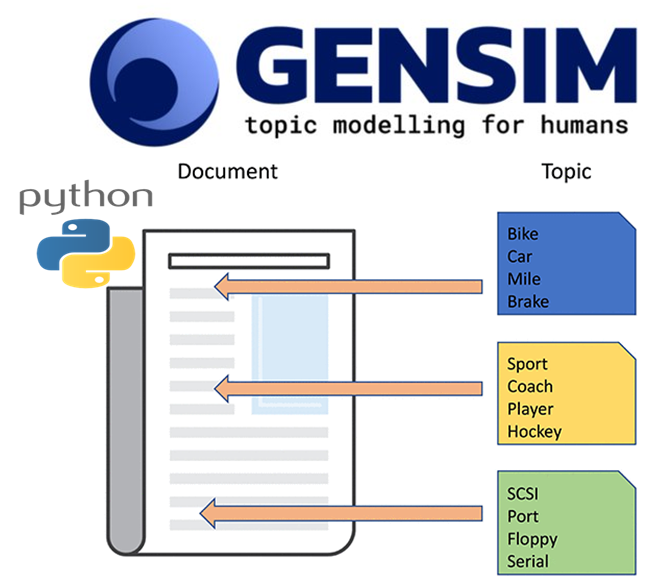 GENSIM
topic modelling for humans
Document
Topic
python
Bike
Car
Mile
Brake
Sport
Coach
Player
Hockey
SCSI
Port
Floppy
Serial